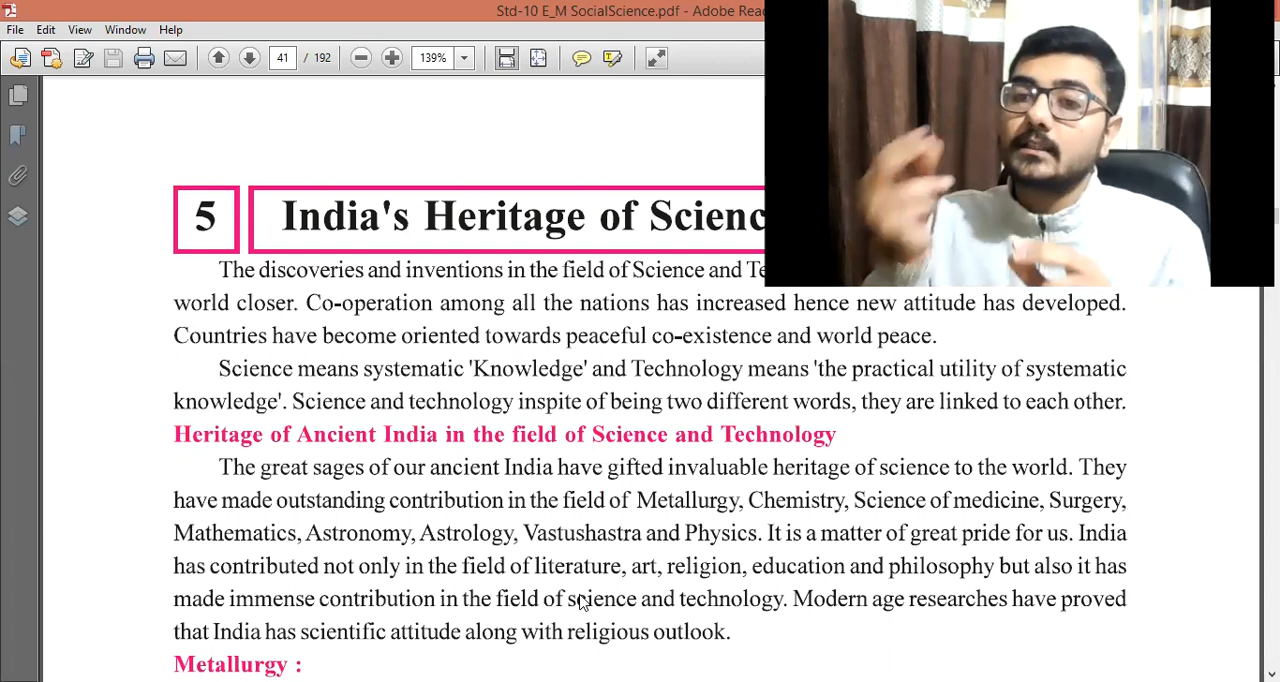 Std-10 E_M SocialScience.pdf - Adobe Rea
File Edit View Window Help
41 / 192 139%
5 India's Heritage of Scienc
The discoveries and inventions in the field of Science and Te
world closer. Co-operation among all the nations has increased hence new attitude has developed.
Countries have become oriented towards peaceful co-existence and world peace.
Science means systematic 'Knowledge' and Technology means 'the practical utility of systematic
knowledge'. Science and technology inspite of being two different words, they are linked to each other.
Heritage of Ancient India in the field of Science and Technology
The great sages of our ancient India have gifted invaluable heritage of science to the world. They
have made outstanding contribution in the field of Metallurgy, Chemistry, Science of medicine, Surgery,
Mathematics, Astronomy, Astrology, Vastushastra and Physics. It is a matter of great pride for us. India
has contributed not only in the field of literature, art, religion, education and philosophy but also it has
made immense contribution in the field of science and technology. Modern age researches have proved
that India has scientific attitude along with religious outlook.
Metallurgy :